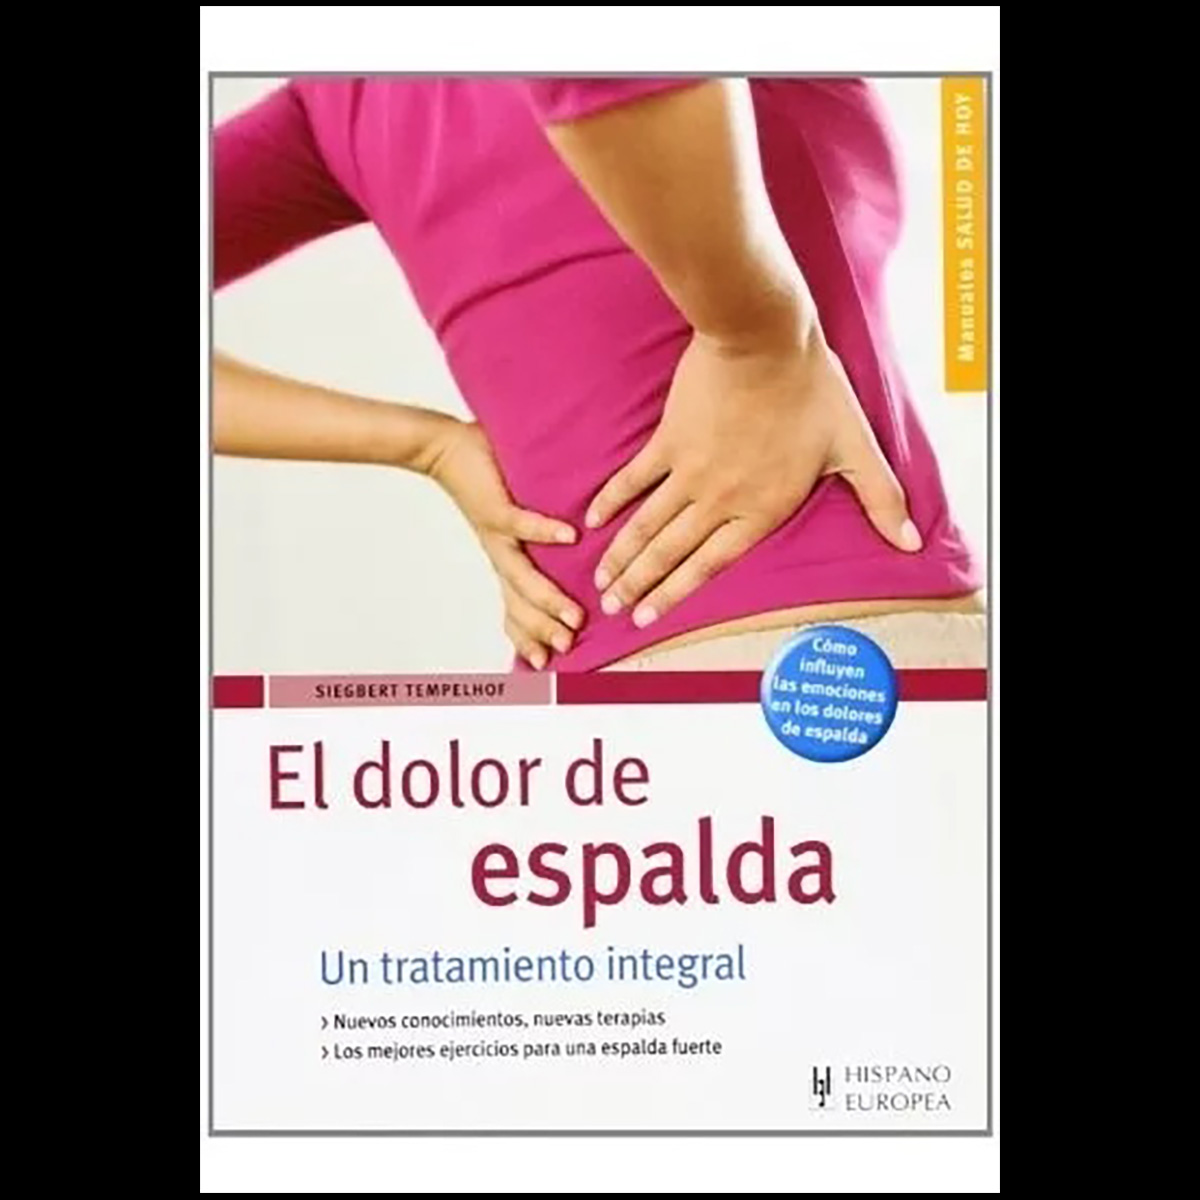 Manuales SALUD DE HOY
Cómo
influyen
las emociones
en los dolores
de espalda
SIEGBERT TEMPELHOF
El dolor de
espalda
Un tratamiento integral
› Nuevos conocimientos, nuevas terapias
› Los mejores ejercicios para una espalda fuerte
HISPANO
EUROPEA